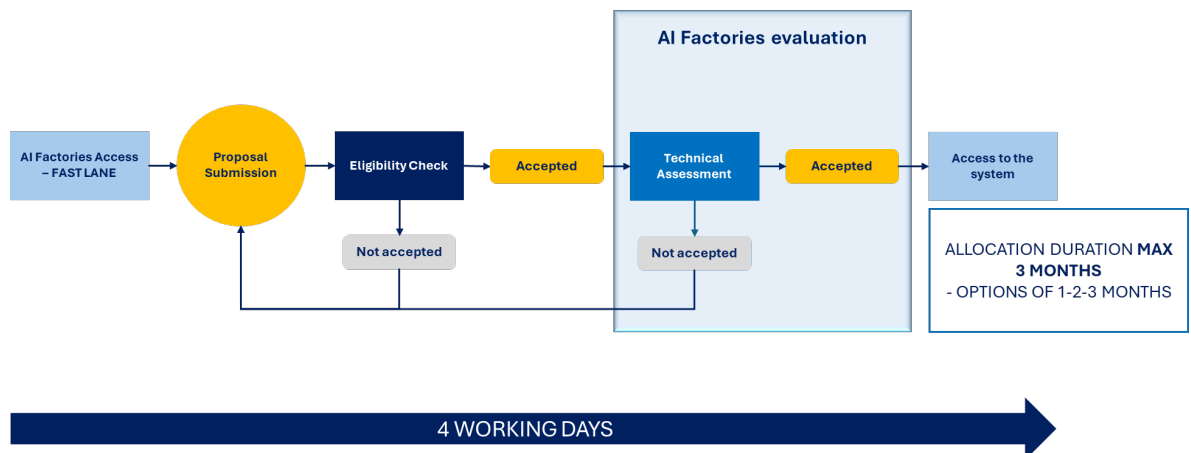 AI Factories evaluation
AI Factories Access
– FAST LANE
Proposal
Submission
Eligibility Check
Accepted
Technical
Assessment
Accepted
Access to the
system
Not accepted
Not accepted
ALLOCATION DURATION MAX
3 MONTHS
- OPTIONS OF 1-2-3 MONTHS
4 WORKING DAYS